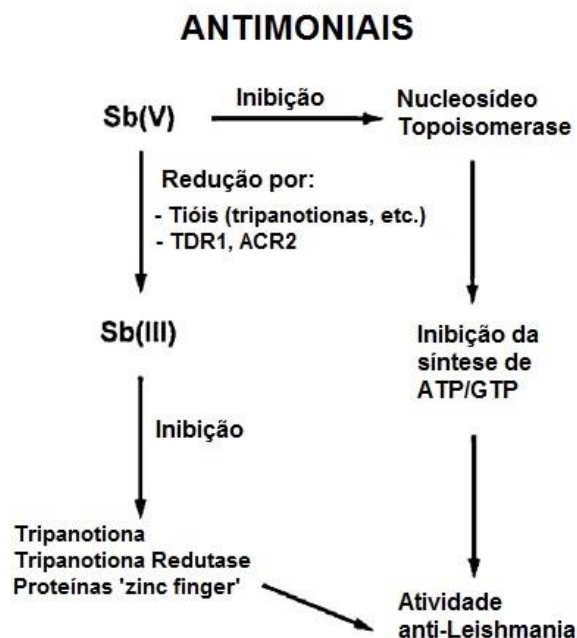 ANTIMONIAIS
Sb(V)
Inibição
Nucleosídeo
Topoisomerase
Redução por:
- Tióis (tripanotionas, etc.)
- TDR1, ACR2
Sb(III)
Inibição da
síntese de
ATP/GTP
Inibição
Tripanotiona
Tripanotiona Redutase
Proteínas 'zinc finger'
Atividade
anti-Leishmania